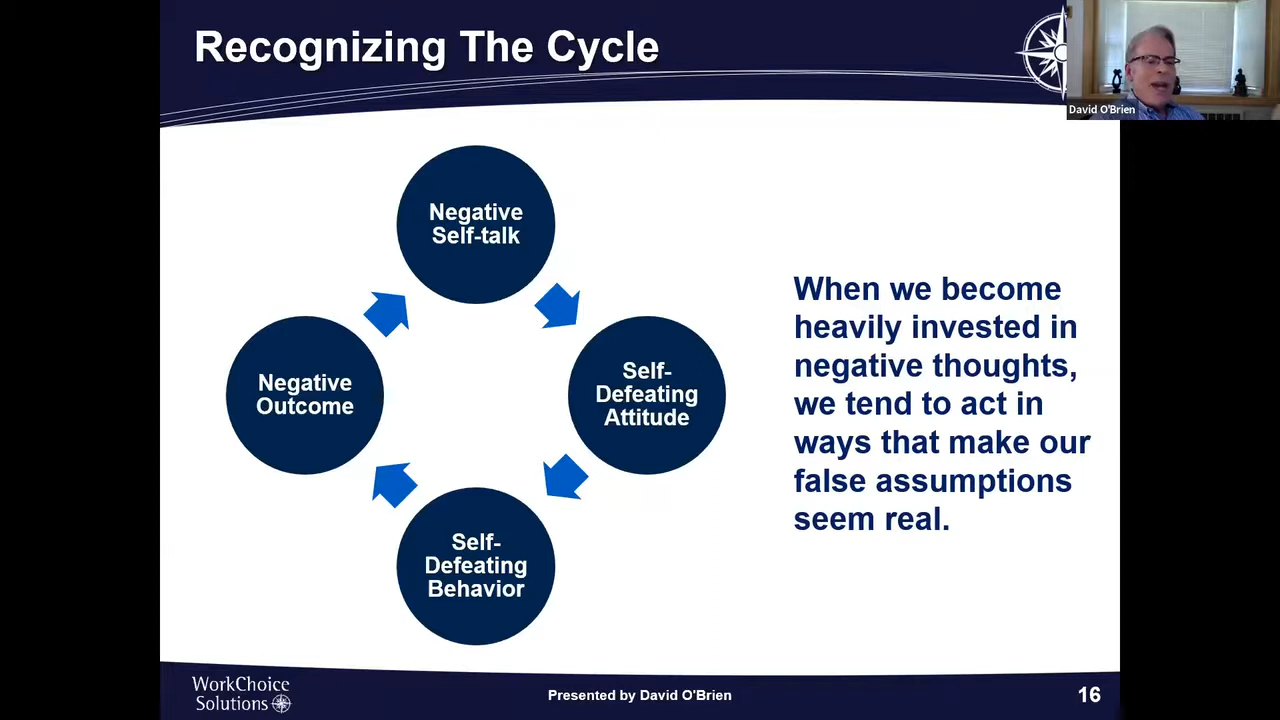 Recognizing The Cycle
David O'Brien
Negative
Self-talk
Self-
Defeating
Attitude
Self-
Defeating
Behavior
Negative
Outcome
When we become
heavily invested in
negative thoughts,
we tend to act in
ways that make our
false assumptions
seem real.
WorkChoice
Solutions
Presented by David O'Brien
16